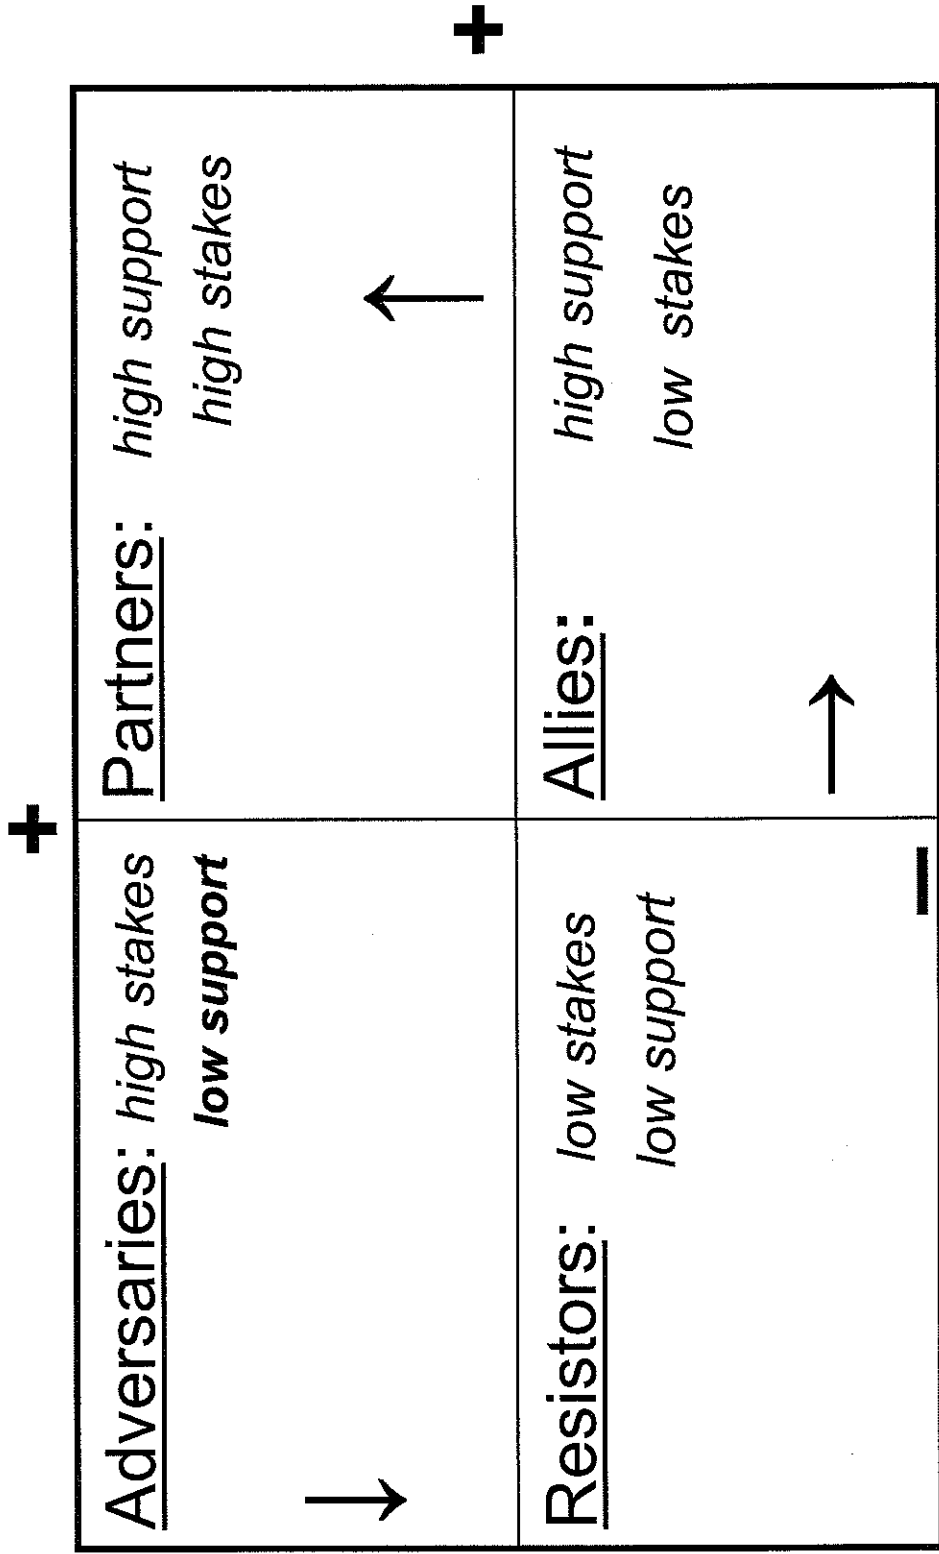 +
Adversaries: high stakes
low support
Partners: high support
high stakes
+
Resistors: low stakes
low support
Allies: high support
low stakes
−